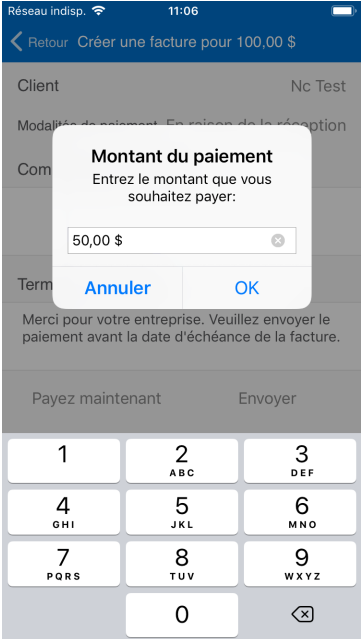 Réseau indisp. 11:06
Retour Créer une facture pour 100,00 $
Client Nc Test
Modalités de paiement En raison de la réception
Com
Montant du paiement
Entrez le montant que vous
souhaitez payer:
50,00 $
Annuler OK
Term
Merci pour votre entreprise. Veuillez envoyer le
paiement avant la date d'échéance de la facture.
Payez maintenant Envoyer
1 2 3
ABC DEF
4 5 6
GHI JKL MNO
7 8 9
PQRS TUV WXYZ
0